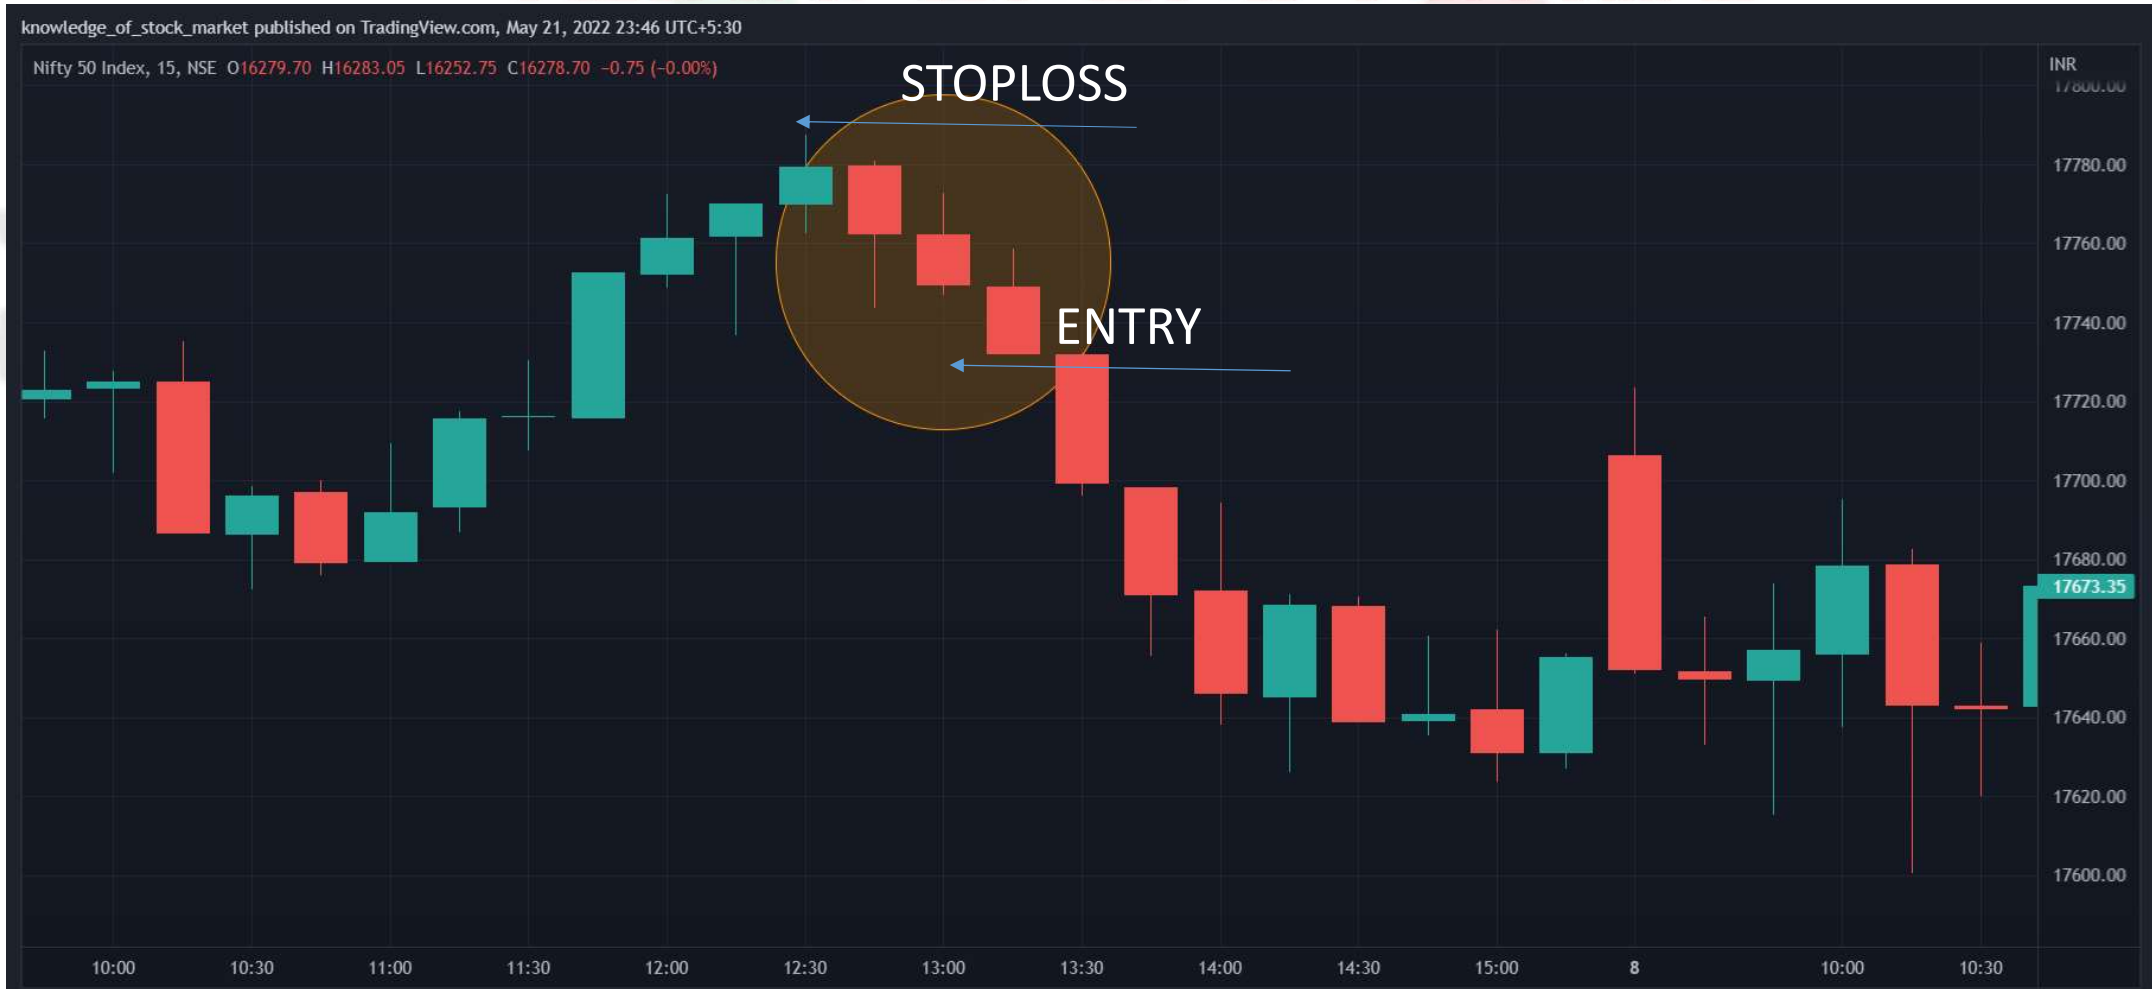 knowledge_of_stock_market published on TradingView.com, May 21, 2022 23:46 UTC+5:30
Nifty 50 Index, 15, NSE O16279.70 H16283.05 L16252.75 C16278.70 −0.75 (−0.00%)
INR
STOPLOSS
17800.00
17780.00
17760.00
ENTRY
17740.00
17720.00
17700.00
17680.00
17673.35
17660.00
17640.00
17620.00
17600.00
10:00 10:30 11:00 11:30 12:00 12:30 13:00 13:30 14:00 14:30 15:00 8 10:00 10:30